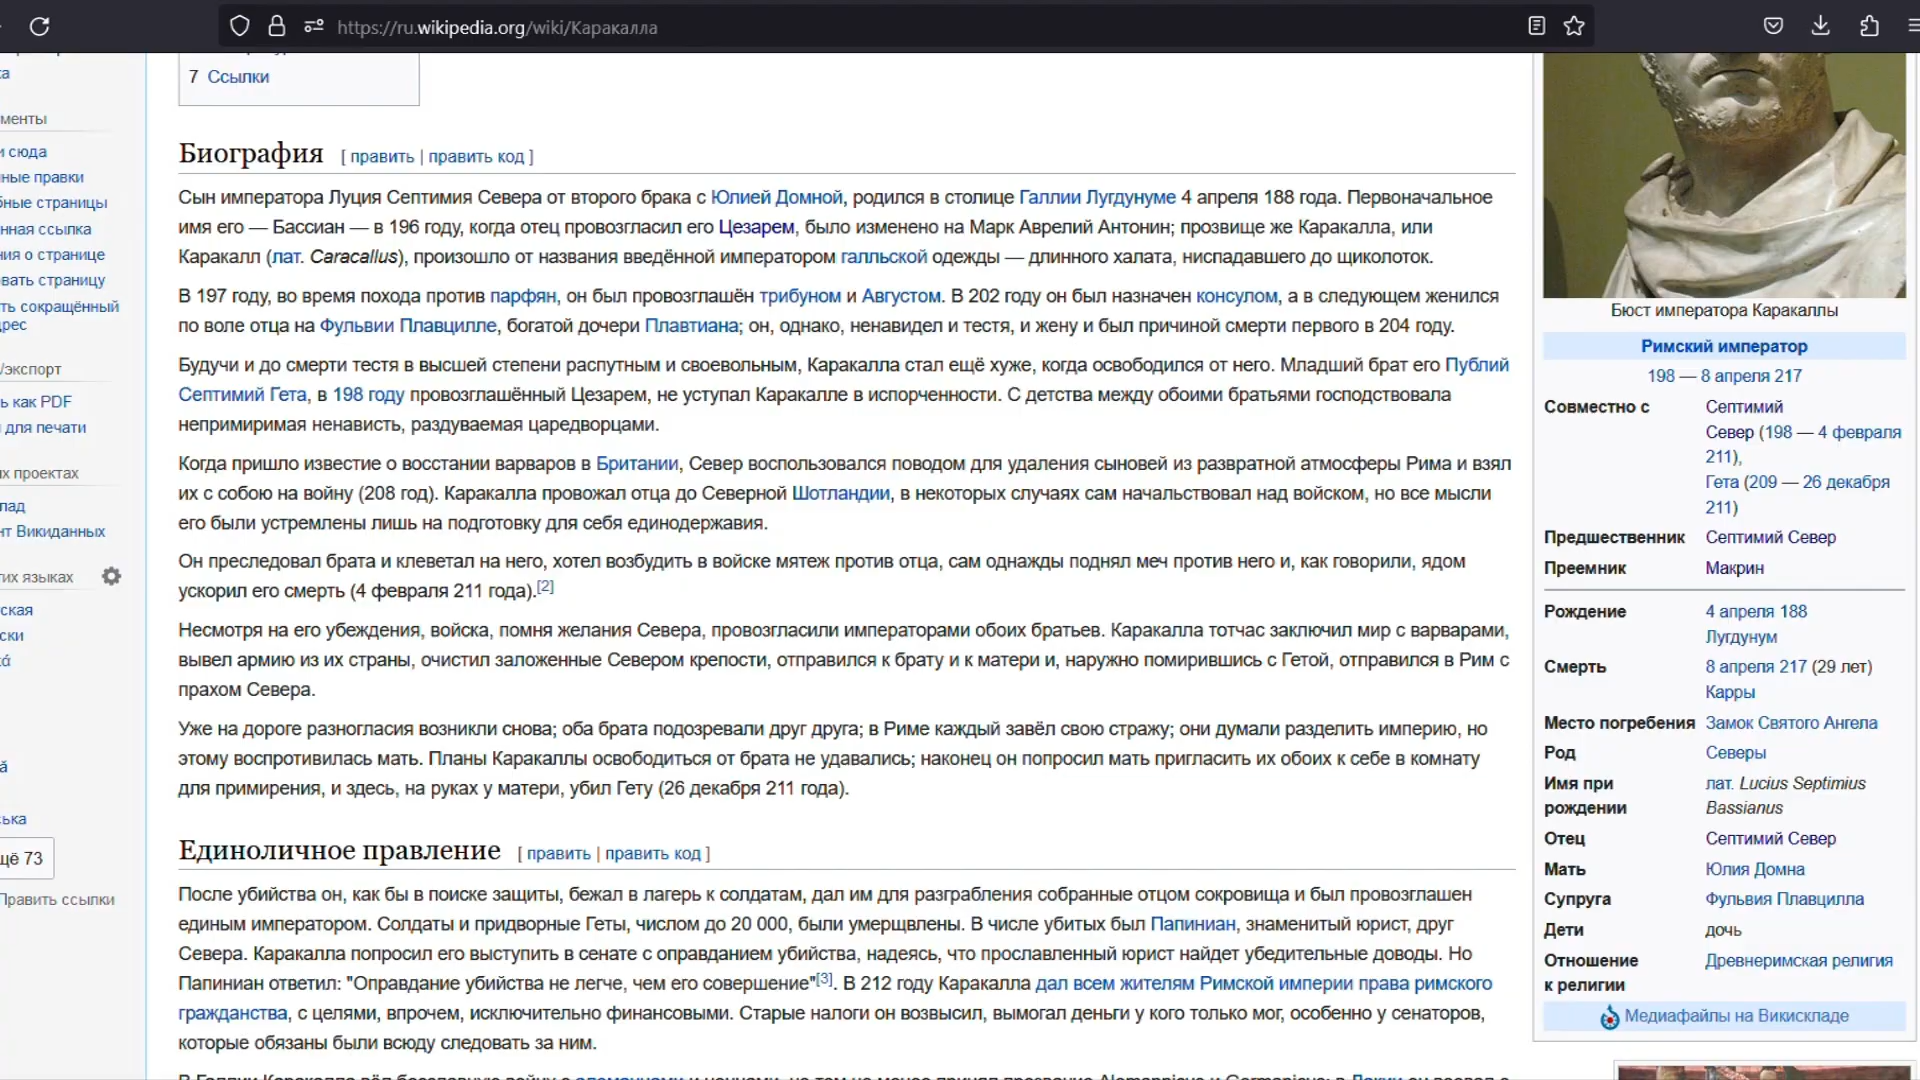 https://ru.wikipedia.org/wiki/Каракалла
7 Ссылки
Биография [ править | править код ]
Сын императора Луция Септимия Севера от второго брака с Юлией Домной, родился в столице Галлии Лугдунуме 4 апреля 188 года. Первоначальное
имя его — Бассиан — в 196 году, когда отец провозгласил его Цезарем, было изменено на Марк Аврелий Антонин; прозвище же Каракалла, или
Каракалл (лат. Caracallus), произошло от названия введённой императором галльской одежды — длинного халата, ниспадавшего до щиколоток.
В 197 году, во время похода против парфян, он был провозглашён трибуном и Августом. В 202 году он был назначен консулом, а в следующем женился
по воле отца на Фульвии Плавцилле, богатой дочери Плавтиана; он, однако, ненавидел и тестя, и жену и был причиной смерти первого в 204 году.
Будучи и до смерти тестя в высшей степени распутным и своевольным, Каракалла стал ещё хуже, когда освободился от него. Младший брат его Публий
Септимий Гета, в 198 году провозглашённый Цезарем, не уступал Каракалле в испорченности. С детства между обоими братьями господствовала
непримиримая ненависть, раздуваемая царедворцами.
Когда пришло известие о восстании варваров в Британии, Север воспользовался поводом для удаления сыновей из развратной атмосферы Рима и взял
их с собою на войну (208 год). Каракалла провожал отца до Северной Шотландии, в некоторых случаях сам начальствовал над войском, но все мысли
его были устремлены лишь на подготовку для себя единодержавия.
Он преследовал брата и клеветал на него, хотел возбудить в войске мятеж против отца, сам однажды поднял меч против него и, как говорили, ядом
ускорил его смерть (4 февраля 211 года).[2]
Несмотря на его убеждения, войска, помня желания Севера, провозгласили императорами обоих братьев. Каракалла тотчас заключил мир с варварами,
вывел армию из их страны, очистил заложенные Севером крепости, отправился к брату и к матери и, наружно помирившись с Гетой, отправился в Рим с
прахом Севера.
Уже на дороге разногласия возникли снова; оба брата подозревали друг друга; в Риме каждый завёл свою стражу; они думали разделить империю, но
этому воспротивилась мать. Планы Каракаллы освободиться от брата не удавались; наконец он попросил мать пригласить их обоих к себе в комнату
для примирения, и здесь, на руках у матери, убил Гету (26 декабря 211 года).
Единоличное правление [ править | править код ]
После убийства он, как бы в поиске защиты, бежал в лагерь к солдатам, дал им для разграбления собранные отцом сокровища и был провозглашен
единым императором. Солдаты и придворные Геты, числом до 20 000, были умерщвлены. В числе убитых был Папиниан, знаменитый юрист, друг
Севера. Каракалла попросил его выступить в сенате с оправданием убийства, надеясь, что прославленный юрист найдет убедительные доводы. Но
Папиниан ответил: "Оправдание убийства не легче, чем его совершение"[3]. В 212 году Каракалла дал всем жителям Римской империи права римского
гражданства, с целями, впрочем, исключительно финансовыми. Старые налоги он возвысил, вымогал деньги у кого только мог, особенно у сенаторов,
которые обязаны были всюду следовать за ним.
ка
менты
и сюда
ные правки
бные страницы
нная ссылка
ния о странице
овать страницу
ть сокращённый
дрес
/экспорт
ь как PDF
для печати
х проектах
лад
нт Викиданных
гих языках
ская
ски
ká
ă
ька
щё 73
Править ссылки
Бюст императора Каракаллы
Римский император
198 — 8 апреля 217
Совместно с Септимий
Север (198 — 4 февраля
211),
Гета (209 — 26 декабря
211)
Предшественник Септимий Север
Преемник Макрин
Рождение 4 апреля 188
Лугдунум
Смерть 8 апреля 217 (29 лет)
Карры
Место погребения Замок Святого Ангела
Род Северы
Имя при лат. Lucius Septimius
рождении Bassianus
Отец Септимий Север
Мать Юлия Домна
Супруга Фульвия Плавцилла
Дети дочь
Отношение Древнеримская религия
к религии
Медиафайлы на Викискладе